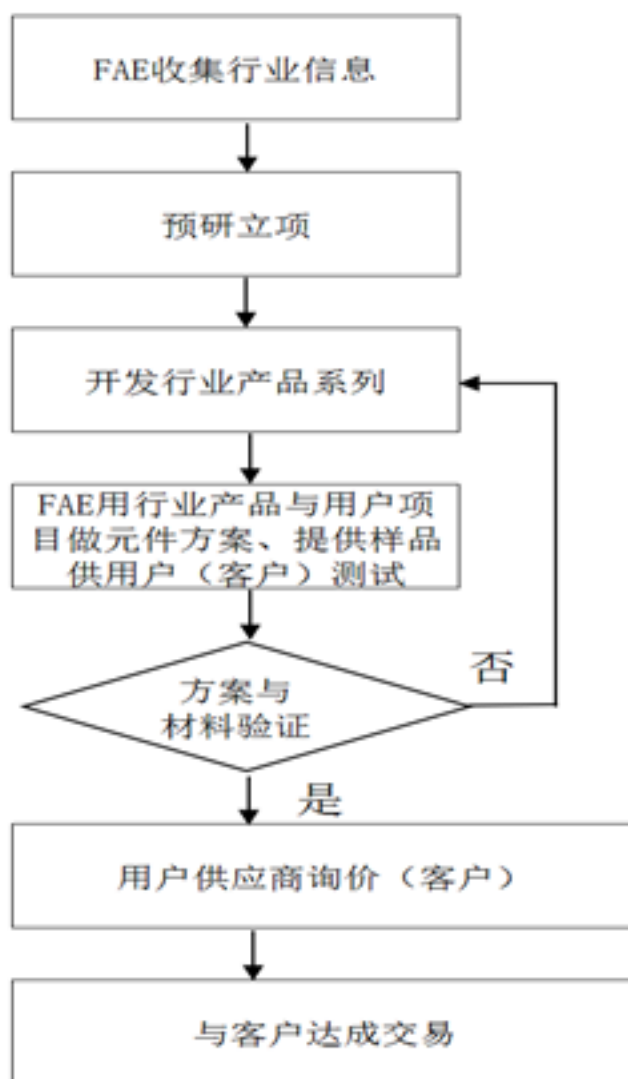 FAE收集行业信息
预研立项
开发行业产品系列
FAE用行业产品与用户项
目做元件方案、提供样品
供用户（客户）测试
方案与
材料验证
否
是
用户供应商询价（客户）
与客户达成交易